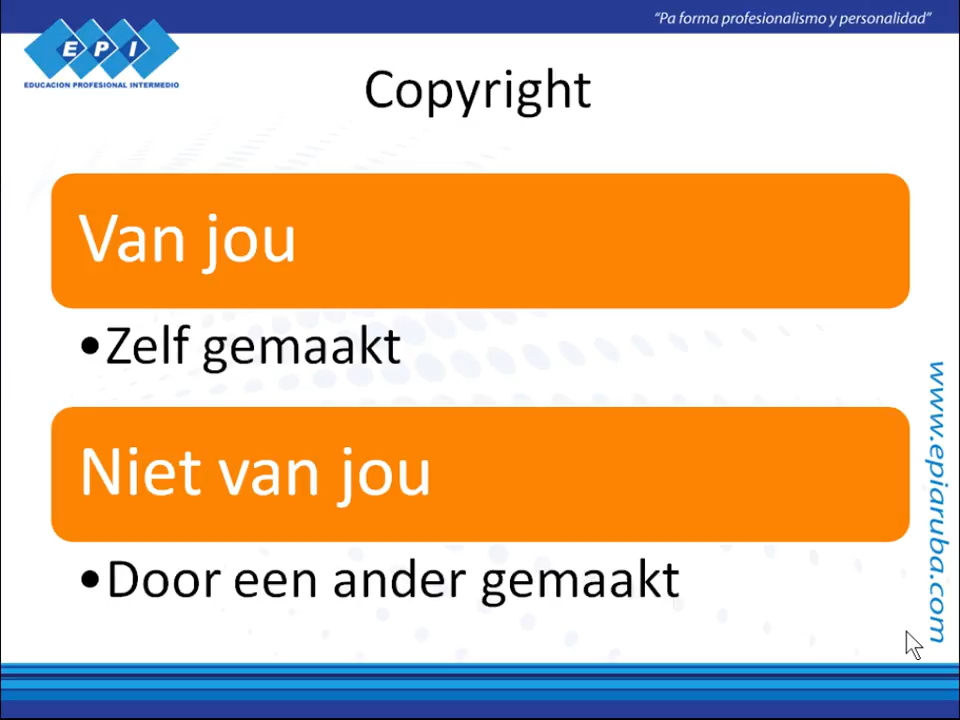 "Pa forma profesionalismo y personalidad"
EPI
EDUCACION PROFESIONAL INTERMEDIO
Copyright
Van jou
•Zelf gemaakt
Niet van jou
•Door een ander gemaakt
www.epiaruba.com